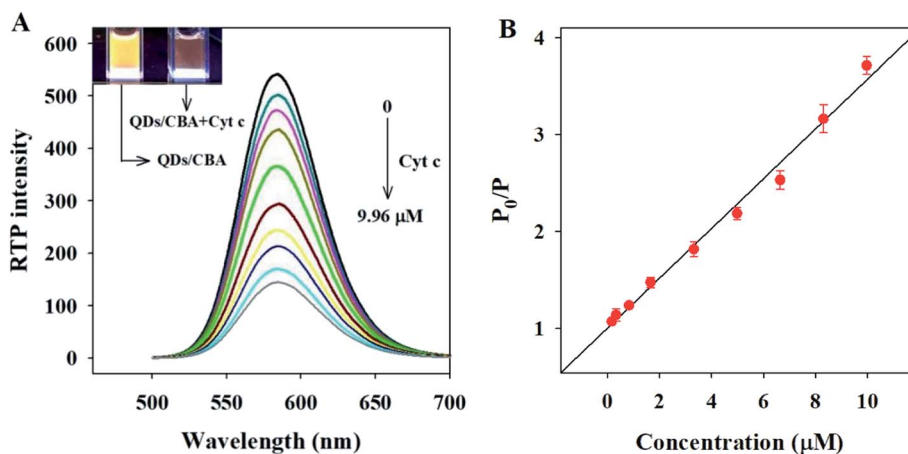 A
600
500
400
300
200
100
0
RTP intensity
QDs/CBA+Cyt c
QDs/CBA
0
Cyt c
9.96 μM
500
550
600
650
700
Wavelength (nm)
B
4
3
2
1
P0/P
0
2
4
6
8
10
Concentration (μM)